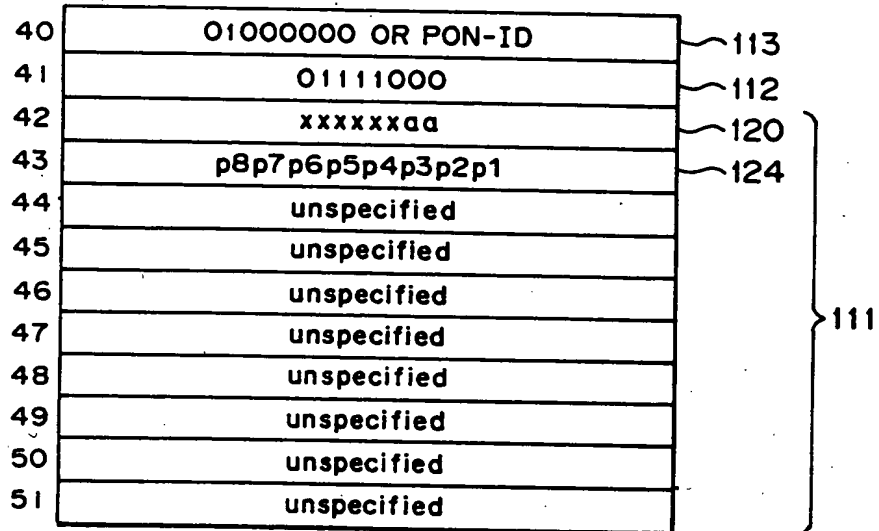 40 01000000 OR PON-ID 113
41 01111000 112
42 xxxxxxaa 120
43 p8p7p6p5p4p3p2p1 124
44 unspecified
45 unspecified
46 unspecified
47 unspecified 111
48 unspecified
49 unspecified
50 unspecified
51 unspecified